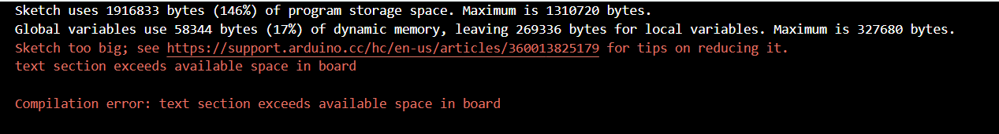 Sketch uses 1916833 bytes (146%) of program storage space. Maximum is 1310720 bytes.
Global variables use 58344 bytes (17%) of dynamic memory, leaving 269336 bytes for local variables. Maximum is 327680 bytes.
Sketch too big; see https://support.arduino.cc/hc/en-us/articles/360013825179 for tips on reducing it.
text section exceeds available space in board
Compilation error: text section exceeds available space in board